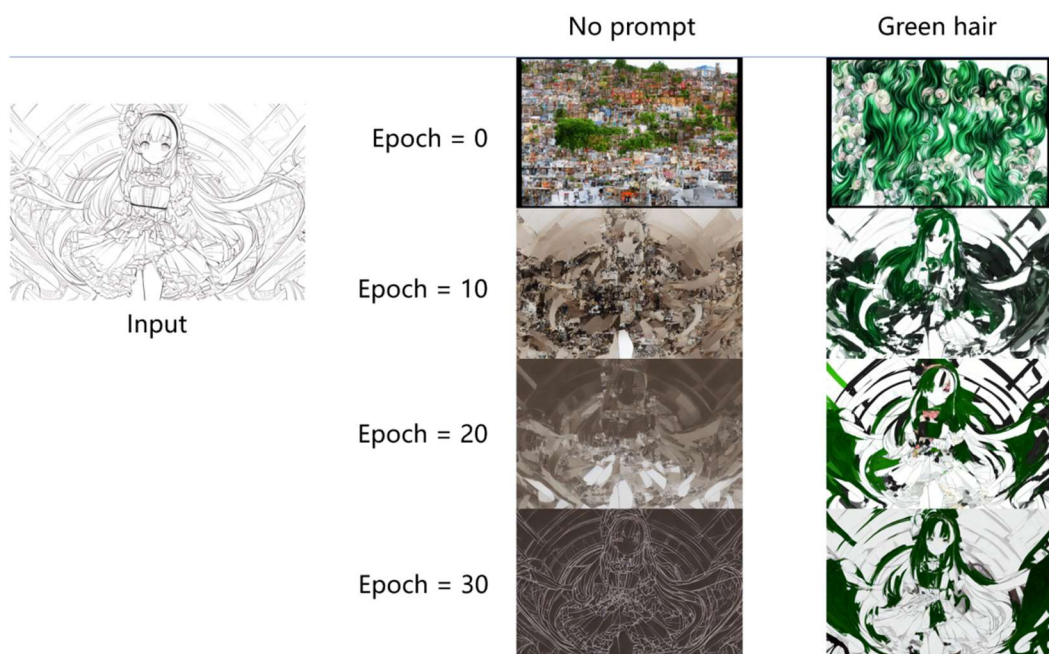 No prompt
Green hair
Epoch = 0
Epoch = 10
Input
Epoch = 20
Epoch = 30